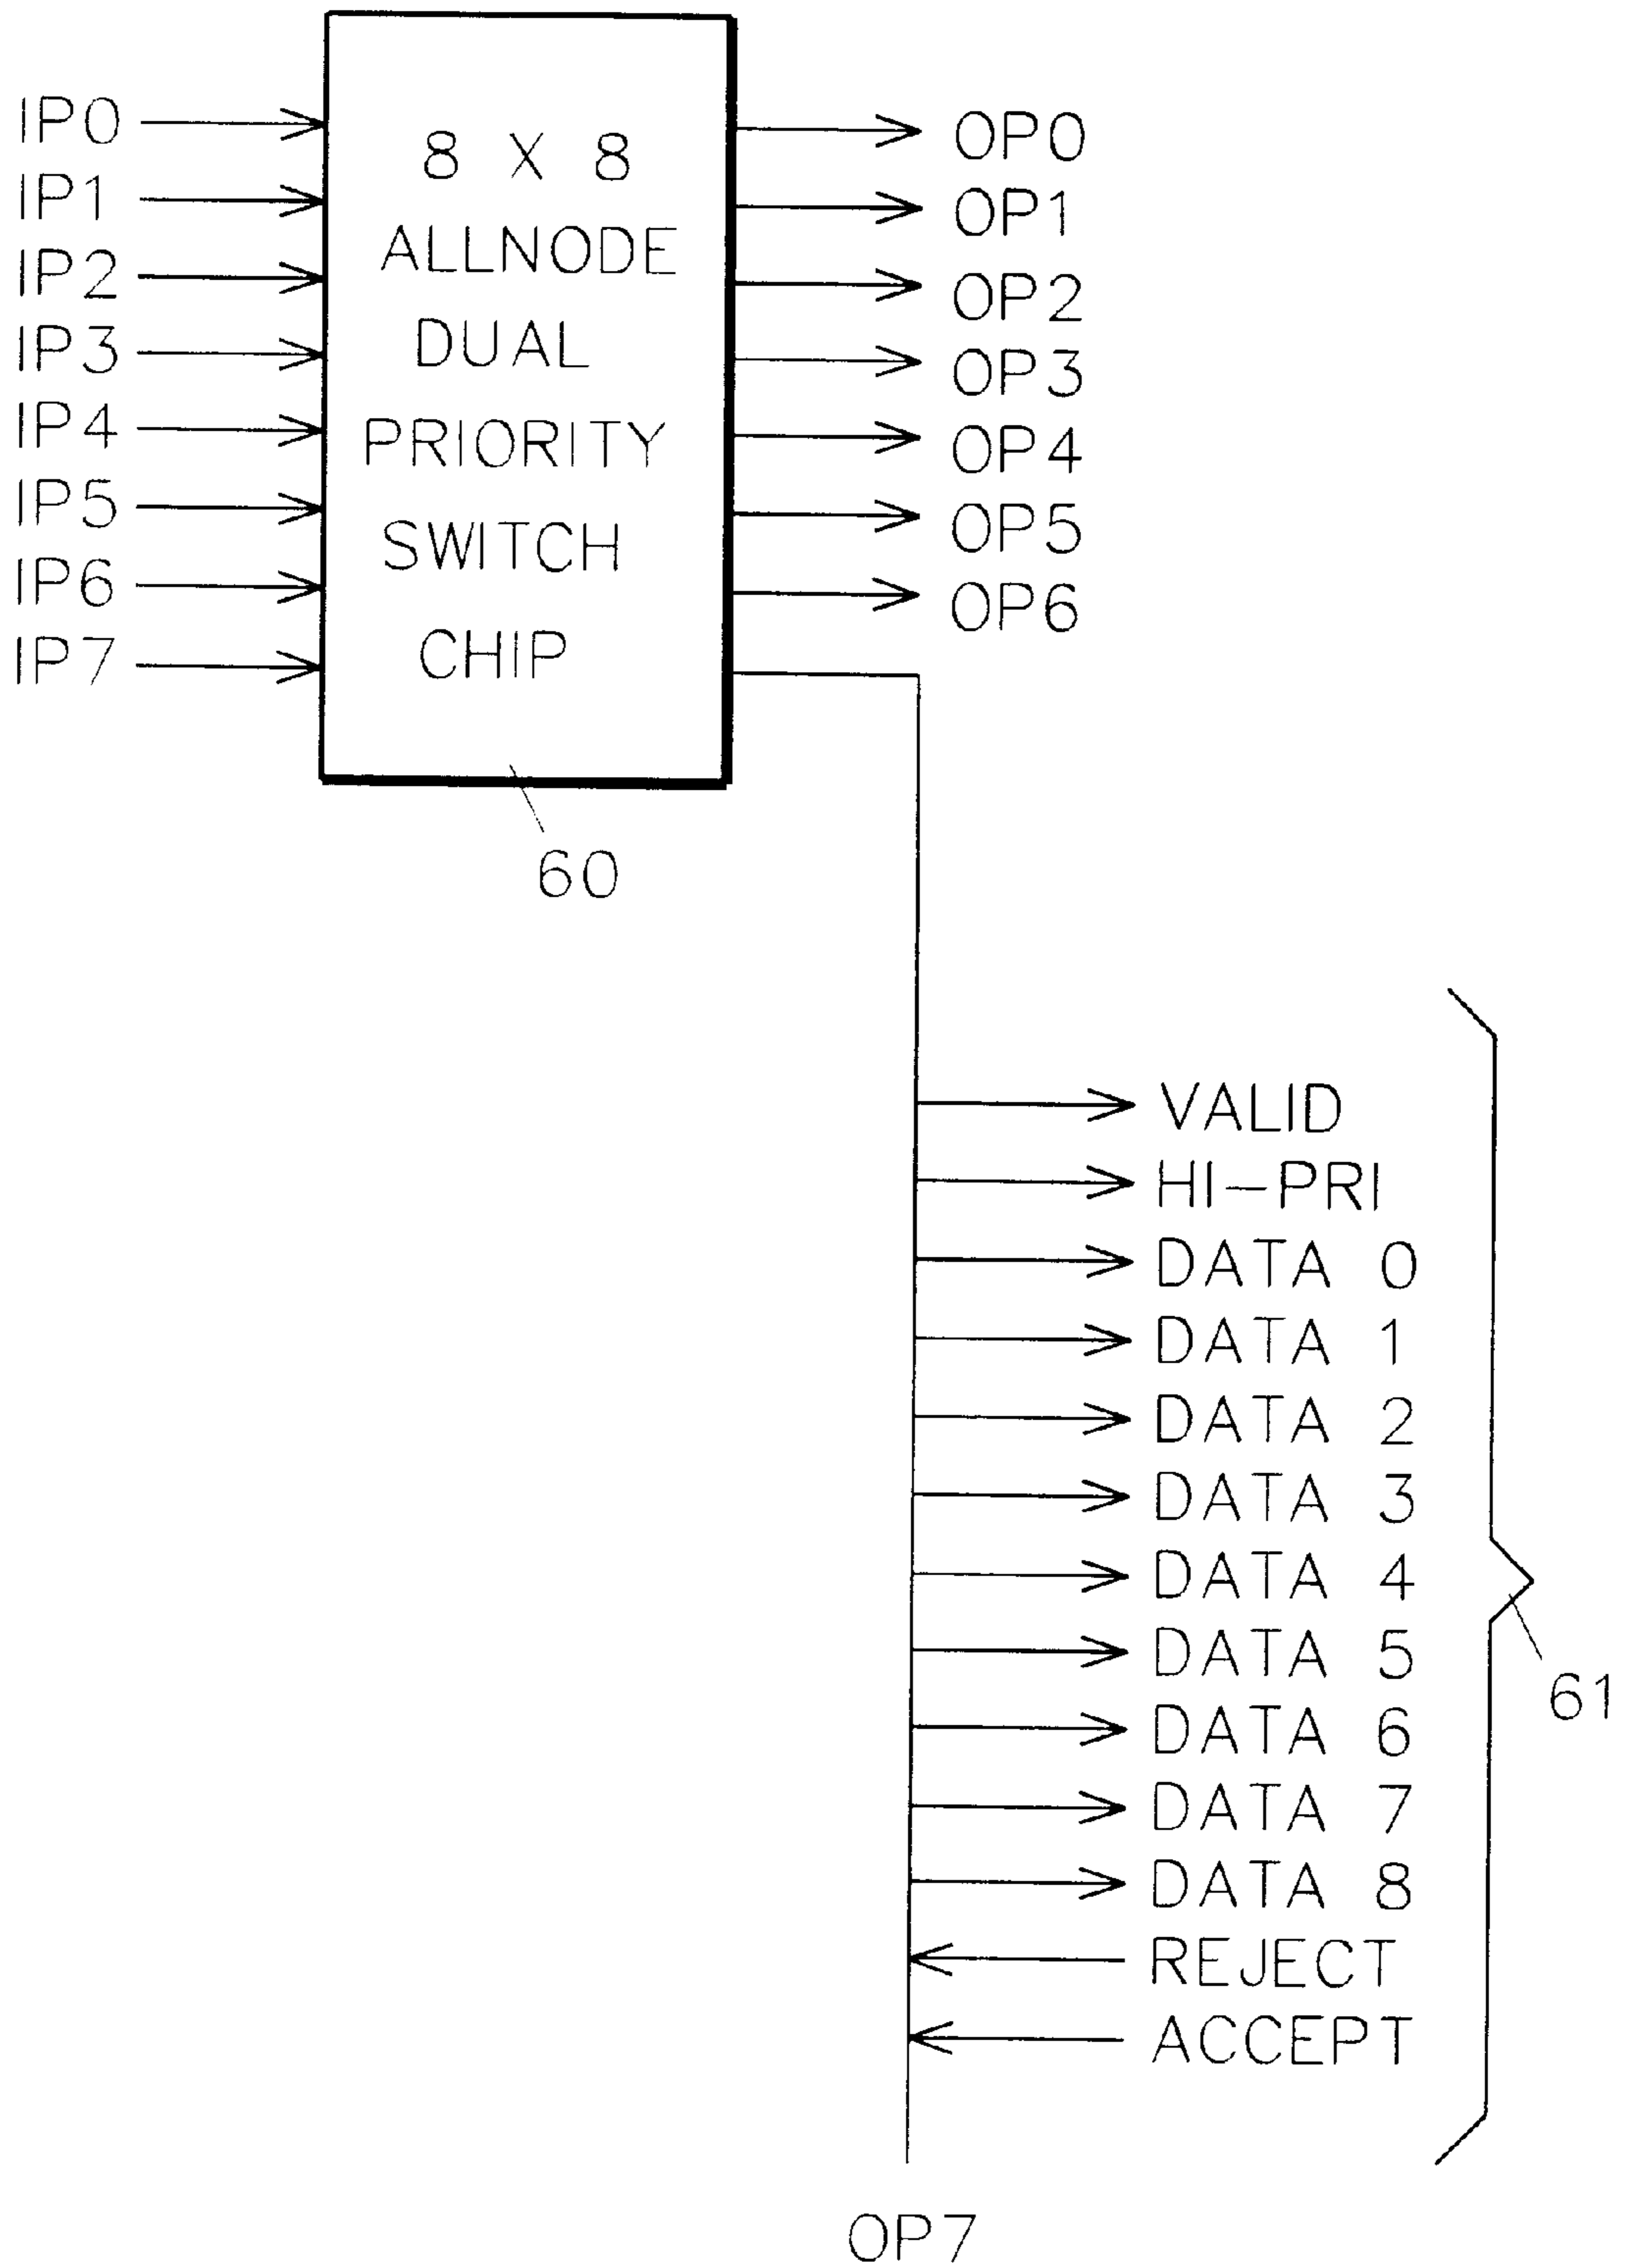 IP0
IP1
IP2
IP3
IP4
IP5
IP6
IP7
8 X 8
ALLNODE
DUAL
PRIORITY
SWITCH
CHIP
60
OP0
OP1
OP2
OP3
OP4
OP5
OP6
VALID
HI-PRI
DATA 0
DATA 1
DATA 2
DATA 3
DATA 4
DATA 5
DATA 6
DATA 7
DATA 8
REJECT
ACCEPT
61
OP7